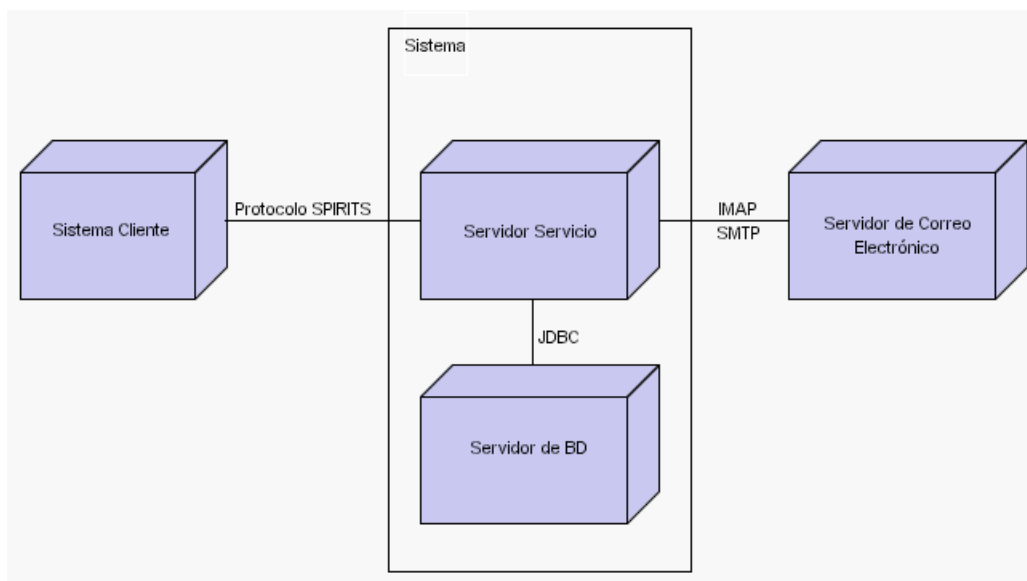 Sistema
Sistema Cliente
Protocolo SPIRITS
Servidor Servicio
IMAP
SMTP
Servidor de Correo
Electrónico
JDBC
Servidor de BD